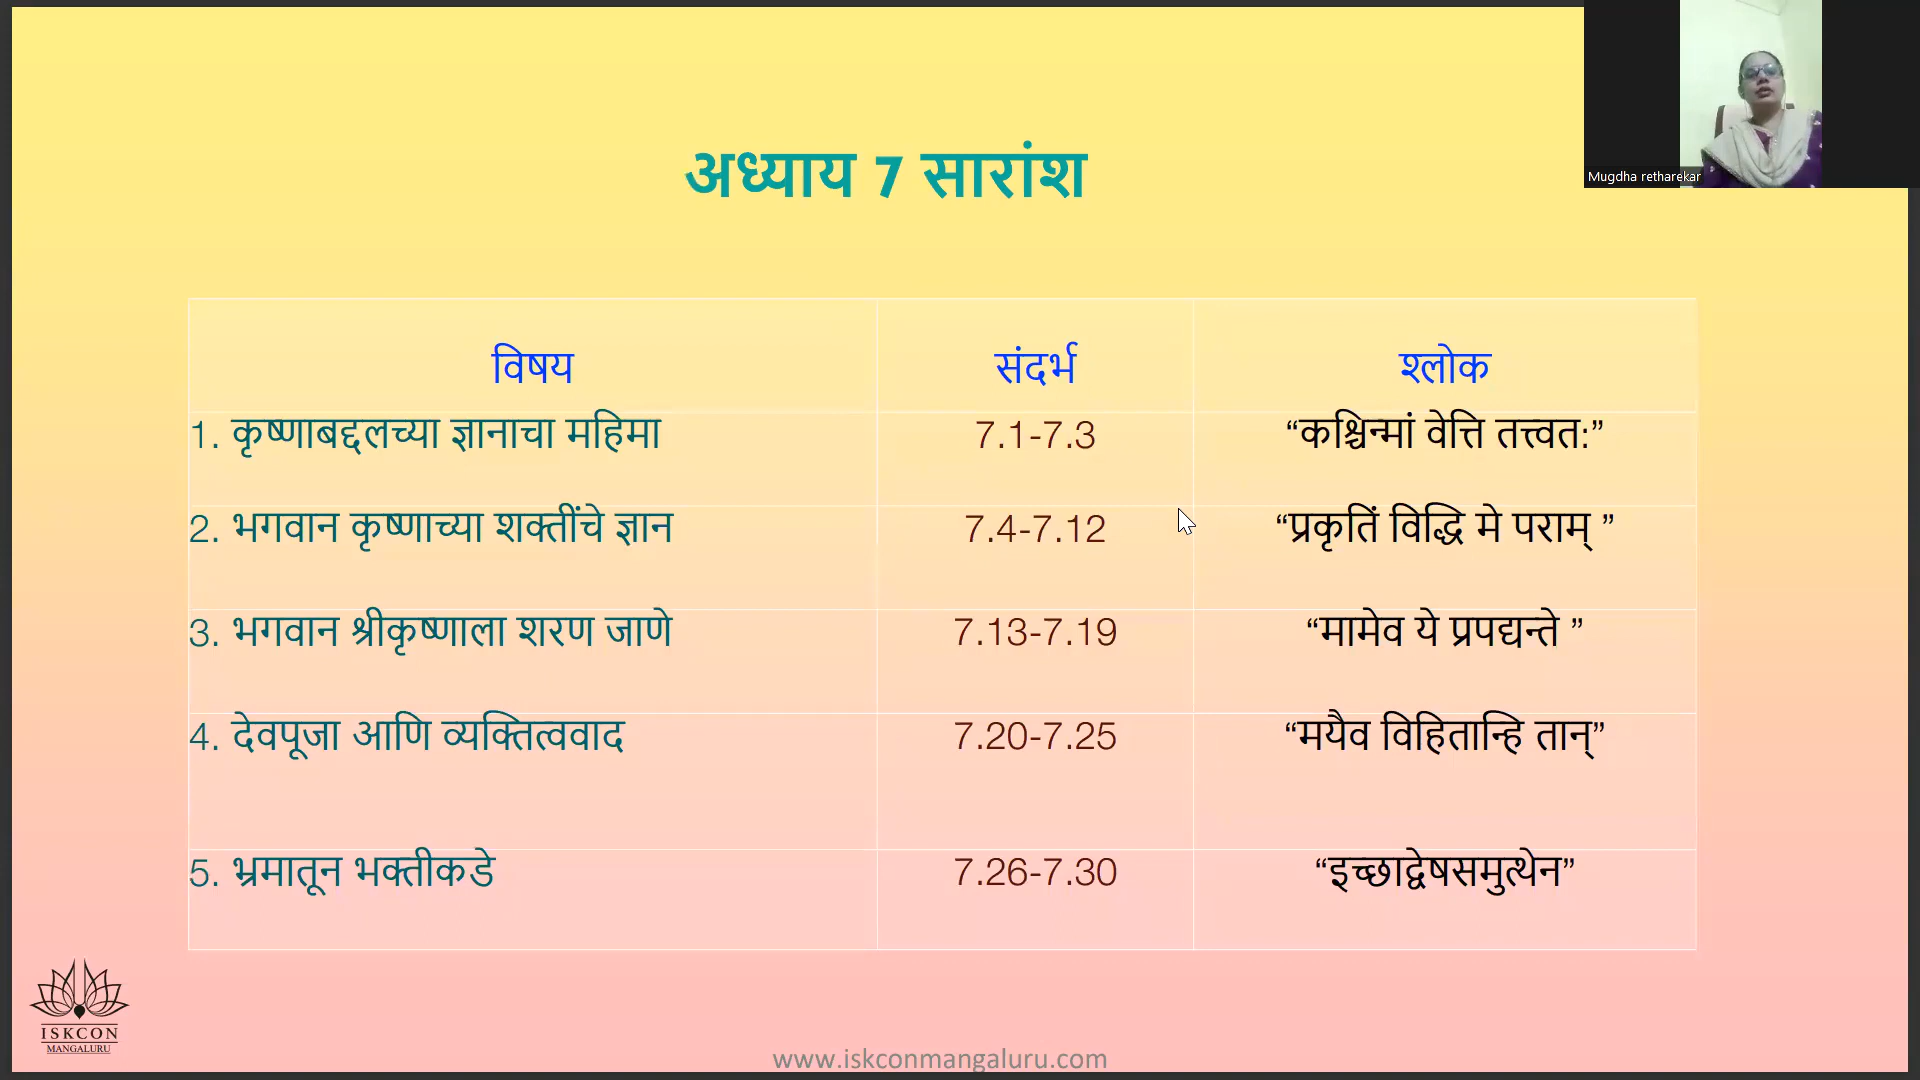 अध्याय 7 सारांश
Mugdha retharekar
विषय संदर्भ श्लोक
1. कृष्णाबद्दलच्या ज्ञानाचा महिमा 7.1-7.3 “कश्चिन्मां वेत्ति तत्त्वत:”
2. भगवान कृष्णाच्या शक्तींचे ज्ञान 7.4-7.12 “प्रकृतिं विद्धि मे पराम् ”
3. भगवान श्रीकृष्णाला शरण जाणे 7.13-7.19 “मामेव ये प्रपद्यन्ते ”
4. देवपूजा आणि व्यक्तित्ववाद 7.20-7.25 “मयैव विहितान्हि तान्”
5. भ्रमातून भक्तीकडे 7.26-7.30 “इच्छाद्वेषसमुत्थेन”
ISKCON
MANGALURU
www.iskconmangaluru.com